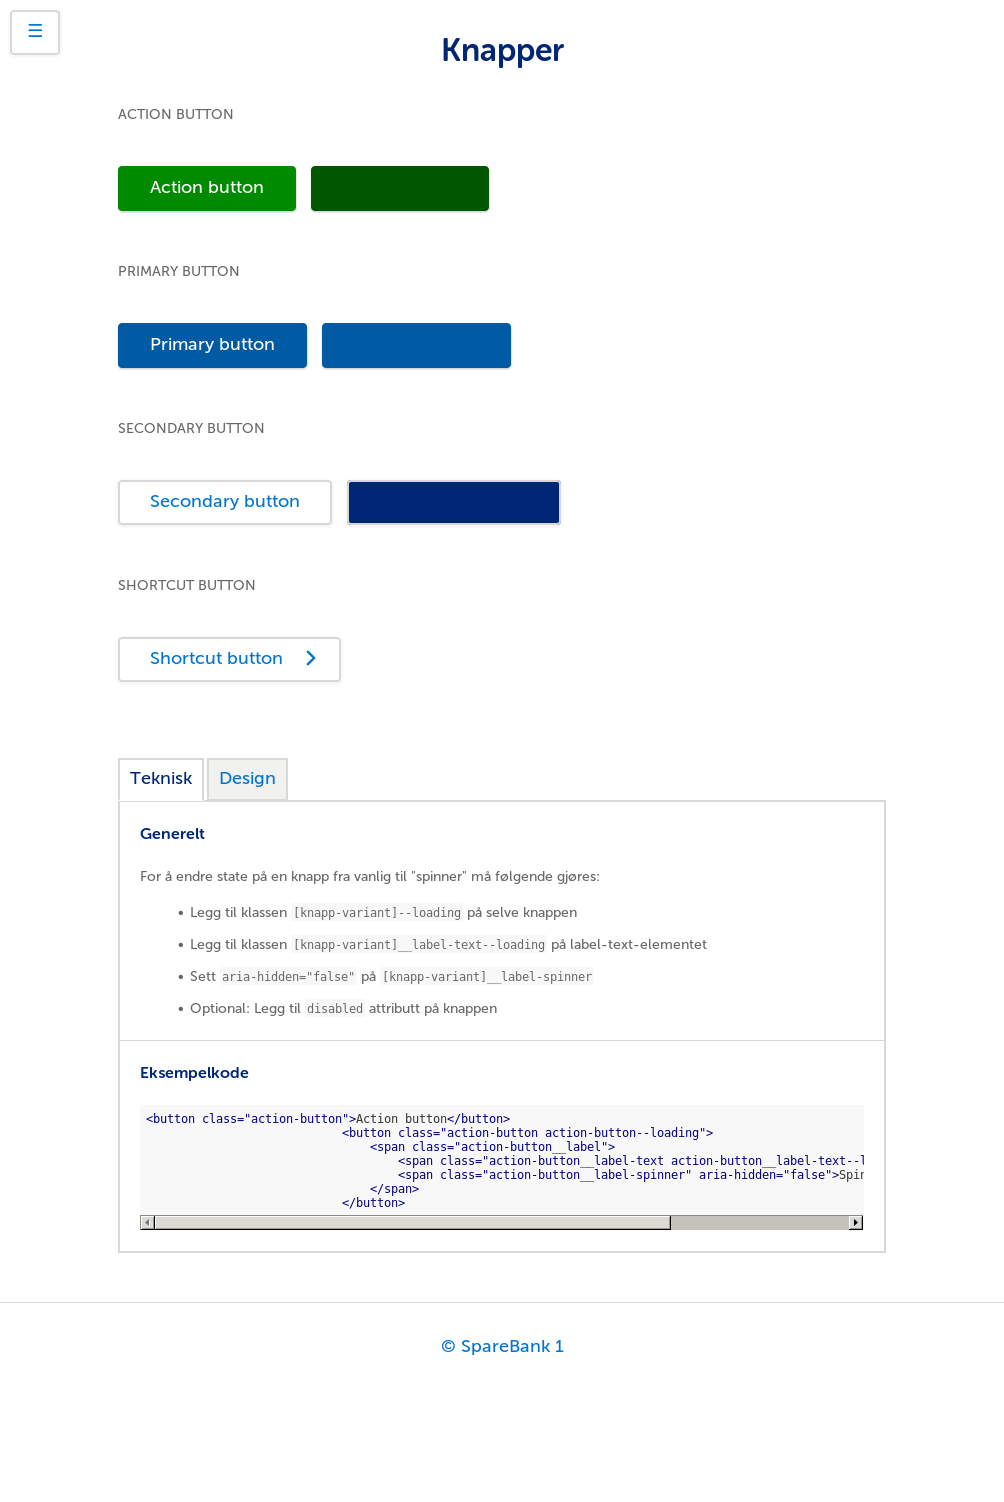 ☰
Knapper
ACTION BUTTON
Action button
PRIMARY BUTTON
Primary button
SECONDARY BUTTON
Secondary button
SHORTCUT BUTTON
Shortcut button
Teknisk Design
Generelt
For å endre state på en knapp fra vanlig til "spinner" må følgende gjøres:
• Legg til klassen [knapp-variant]--loading på selve knappen
• Legg til klassen [knapp-variant]__label-text--loading på label-text-elementet
• Sett aria-hidden="false" på [knapp-variant]__label-spinner
• Optional: Legg til disabled attributt på knappen
Eksempelkode
<button class="action-button">Action button</button>
<button class="action-button action-button--loading">
<span class="action-button__label">
<span class="action-button__label-text action-button__label-text--l
<span class="action-button__label-spinner" aria-hidden="false">Spin
</span>
</button>
© SpareBank 1